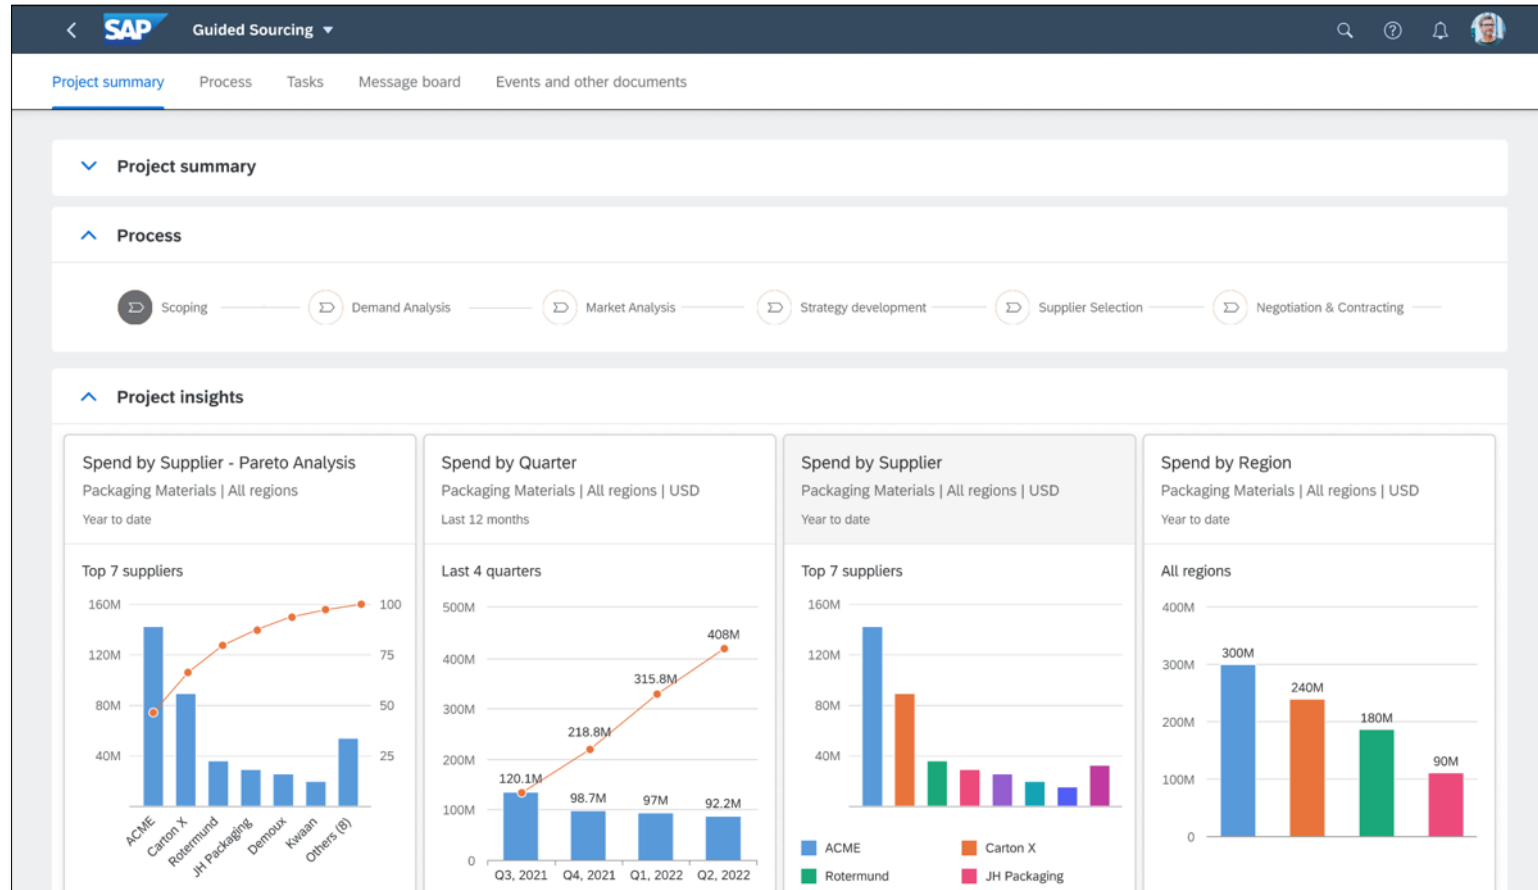 SAP Guided Sourcing
Project summary Process Tasks Message board Events and other documents
Project summary
Process
Scoping Demand Analysis Market Analysis Strategy development Supplier Selection Negotiation & Contracting
Project insights
Spend by Supplier - Pareto Analysis
Packaging Materials | All regions
Year to date
Top 7 suppliers
160M 100
120M 75
80M 50
40M 25
ACME Carton X Rotermund JH Packaging Demoux Kwaan Others (8)
Spend by Quarter
Packaging Materials | All regions | USD
Last 12 months
Last 4 quarters
500M
408M
400M
315.8M
300M
218.8M
200M
120.1M
98.7M 97M 92.2M
100M
0
Q3, 2021 Q4, 2021 Q1, 2022 Q2, 2022
Spend by Supplier
Packaging Materials | All regions | USD
Year to date
Top 7 suppliers
160M
120M
80M
40M
ACME Carton X
Rotermund JH Packaging
Spend by Region
Packaging Materials | All regions | USD
Year to date
All regions
400M
300M
300M
240M
180M
200M
90M
100M
0